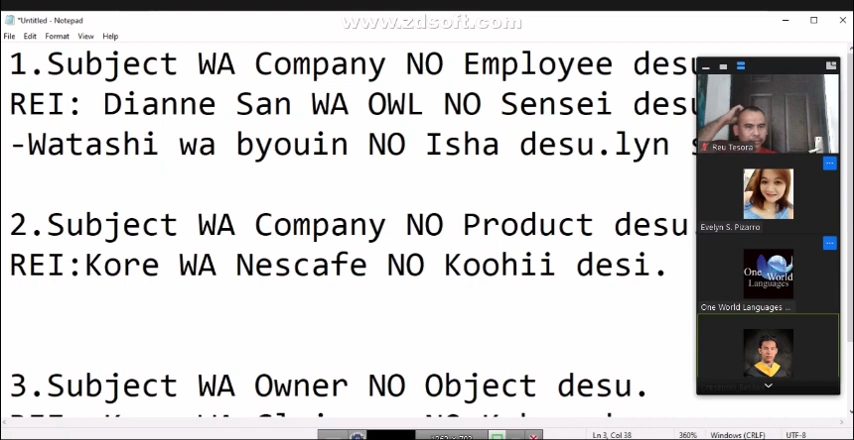 *Untitled - Notepad
www.zdsoft.com
File Edit Format View Help
1.Subject WA Company NO Employee desu
REI: Dianne San WA OWL NO Sensei desu
-Watashi wa byouin NO Isha desu.lyn
2.Subject WA Company NO Product desu.
REI:Kore WA Nescafe NO Koohii desi.
3.Subject WA Owner NO Object desu.
Reu Tesora
Evelyn S. Pizarro
One World Languages
One World Languages ...
Ln 3, Col 38 360% Windows (CRLF) UTF-8